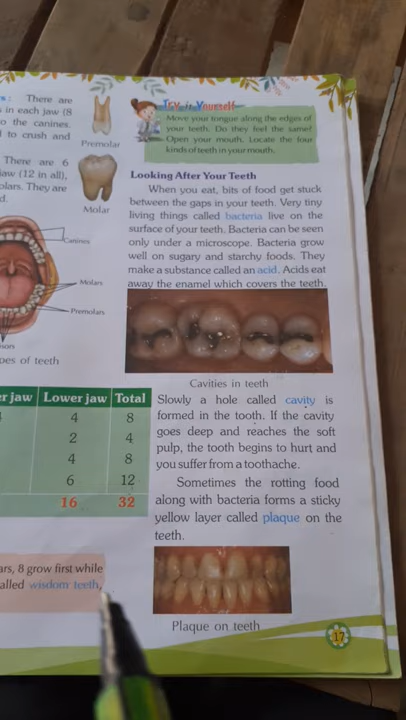 s : There are
in each jaw (8
o the canines.
to crush and
There are 6
aw (12 in all),
lars. They are
d.
Premolar
Molar
Canines
Molars
Premolars
pes of teeth
er jaw Lower jaw Total
4 8
2 4
4 8
6 12
16 32
ars, 8 grow first while
alled wisdom teeth,
Try it Yourself
Move your tongue along the edges of
your teeth. Do they feel the same?
Open your mouth. Locate the four
kinds of teeth in your mouth.
Looking After Your Teeth
When you eat, bits of food get stuck
between the gaps in your teeth. Very tiny
living things called bacteria live on the
surface of your teeth. Bacteria can be seen
only under a microscope. Bacteria grow
well on sugary and starchy foods. They
make a substance called an acid. Acids eat
away the enamel which covers the teeth.
Cavities in teeth
Slowly a hole called cavity is
formed in the tooth. If the cavity
goes deep and reaches the soft
pulp, the tooth begins to hurt and
you suffer from a toothache.
Sometimes the rotting food
along with bacteria forms a sticky
yellow layer called plaque on the
teeth.
Plaque on teeth
17